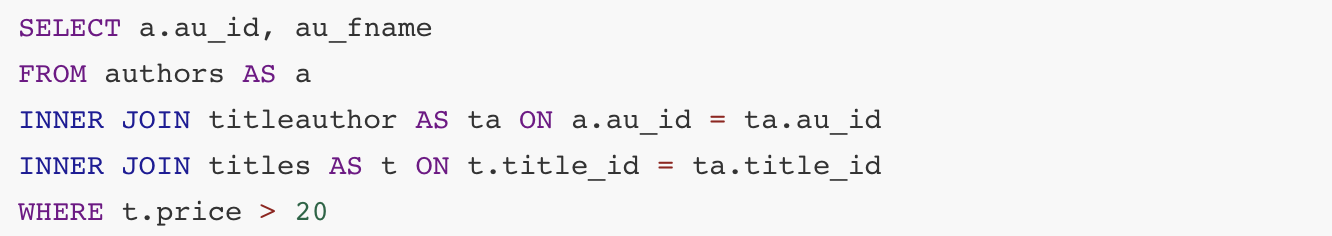 SELECT a.au_id, au_fname
FROM authors AS a
INNER JOIN titleauthor AS ta ON a.au_id = ta.au_id
INNER JOIN titles AS t ON t.title_id = ta.title_id
WHERE t.price > 20